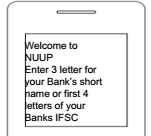 Welcome to
NUUP
Enter 3 letter for
your Bank's short
name or first 4
letters of your
Banks IFSC